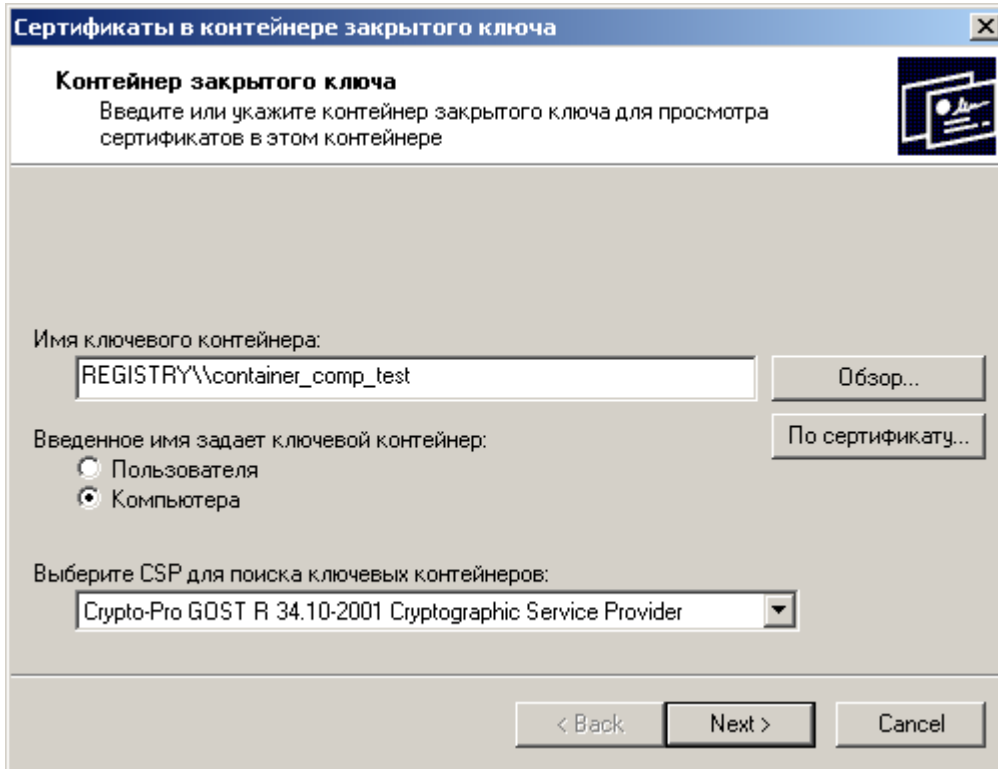 Сертификаты в контейнере закрытого ключа
Контейнер закрытого ключа
Введите или укажите контейнер закрытого ключа для просмотра
сертификатов в этом контейнере
Имя ключевого контейнера:
REGISTRY\\container_comp_test
Обзор...
По сертификату...
Введенное имя задает ключевой контейнер:
Пользователя
Компьютера
Выберите CSP для поиска ключевых контейнеров:
Crypto-Pro GOST R 34.10-2001 Cryptographic Service Provider
< Back
Next >
Cancel